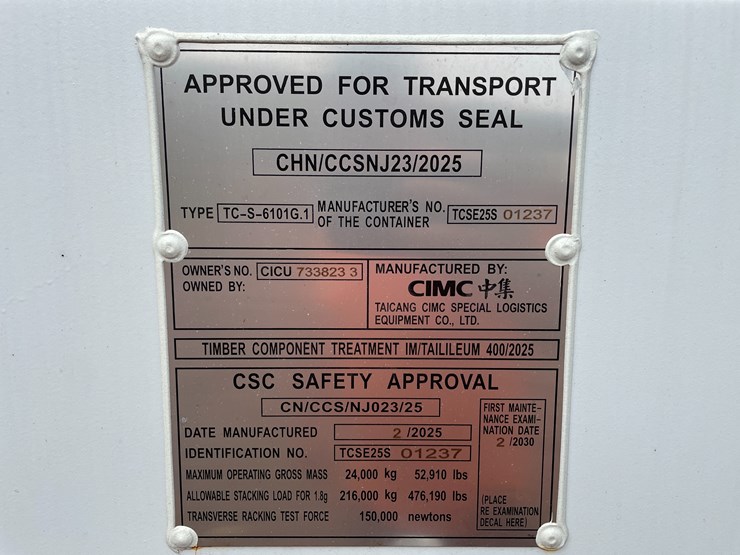 APPROVED FOR TRANSPORT
UNDER CUSTOMS SEAL
CHN/CCSNJ23/2025
TYPE TC-S-6101G.1 MANUFACTURER'S NO. OF THE CONTAINER TCSE25S 01237
OWNER'S NO. CICU 733823 3
OWNED BY:
MANUFACTURED BY:
CIMC 中集
TAICANG CIMC SPECIAL LOGISTICS
EQUIPMENT CO., LTD.
TIMBER COMPONENT TREATMENT IM/TAILILEUM 400/2025
CSC SAFETY APPROVAL
CN/CCS/NJ023/25
DATE MANUFACTURED 2 /2025
IDENTIFICATION NO. TCSE25S 01237
MAXIMUM OPERATING GROSS MASS 24,000 kg 52,910 lbs
ALLOWABLE STACKING LOAD FOR 1.8g 216,000 kg 476,190 lbs
TRANSVERSE RACKING TEST FORCE 150,000 newtons
FIRST MAINTE-
NANCE EXAMI-
NATION DATE
2 /2030
(PLACE
RE EXAMINATION
DECAL HERE)